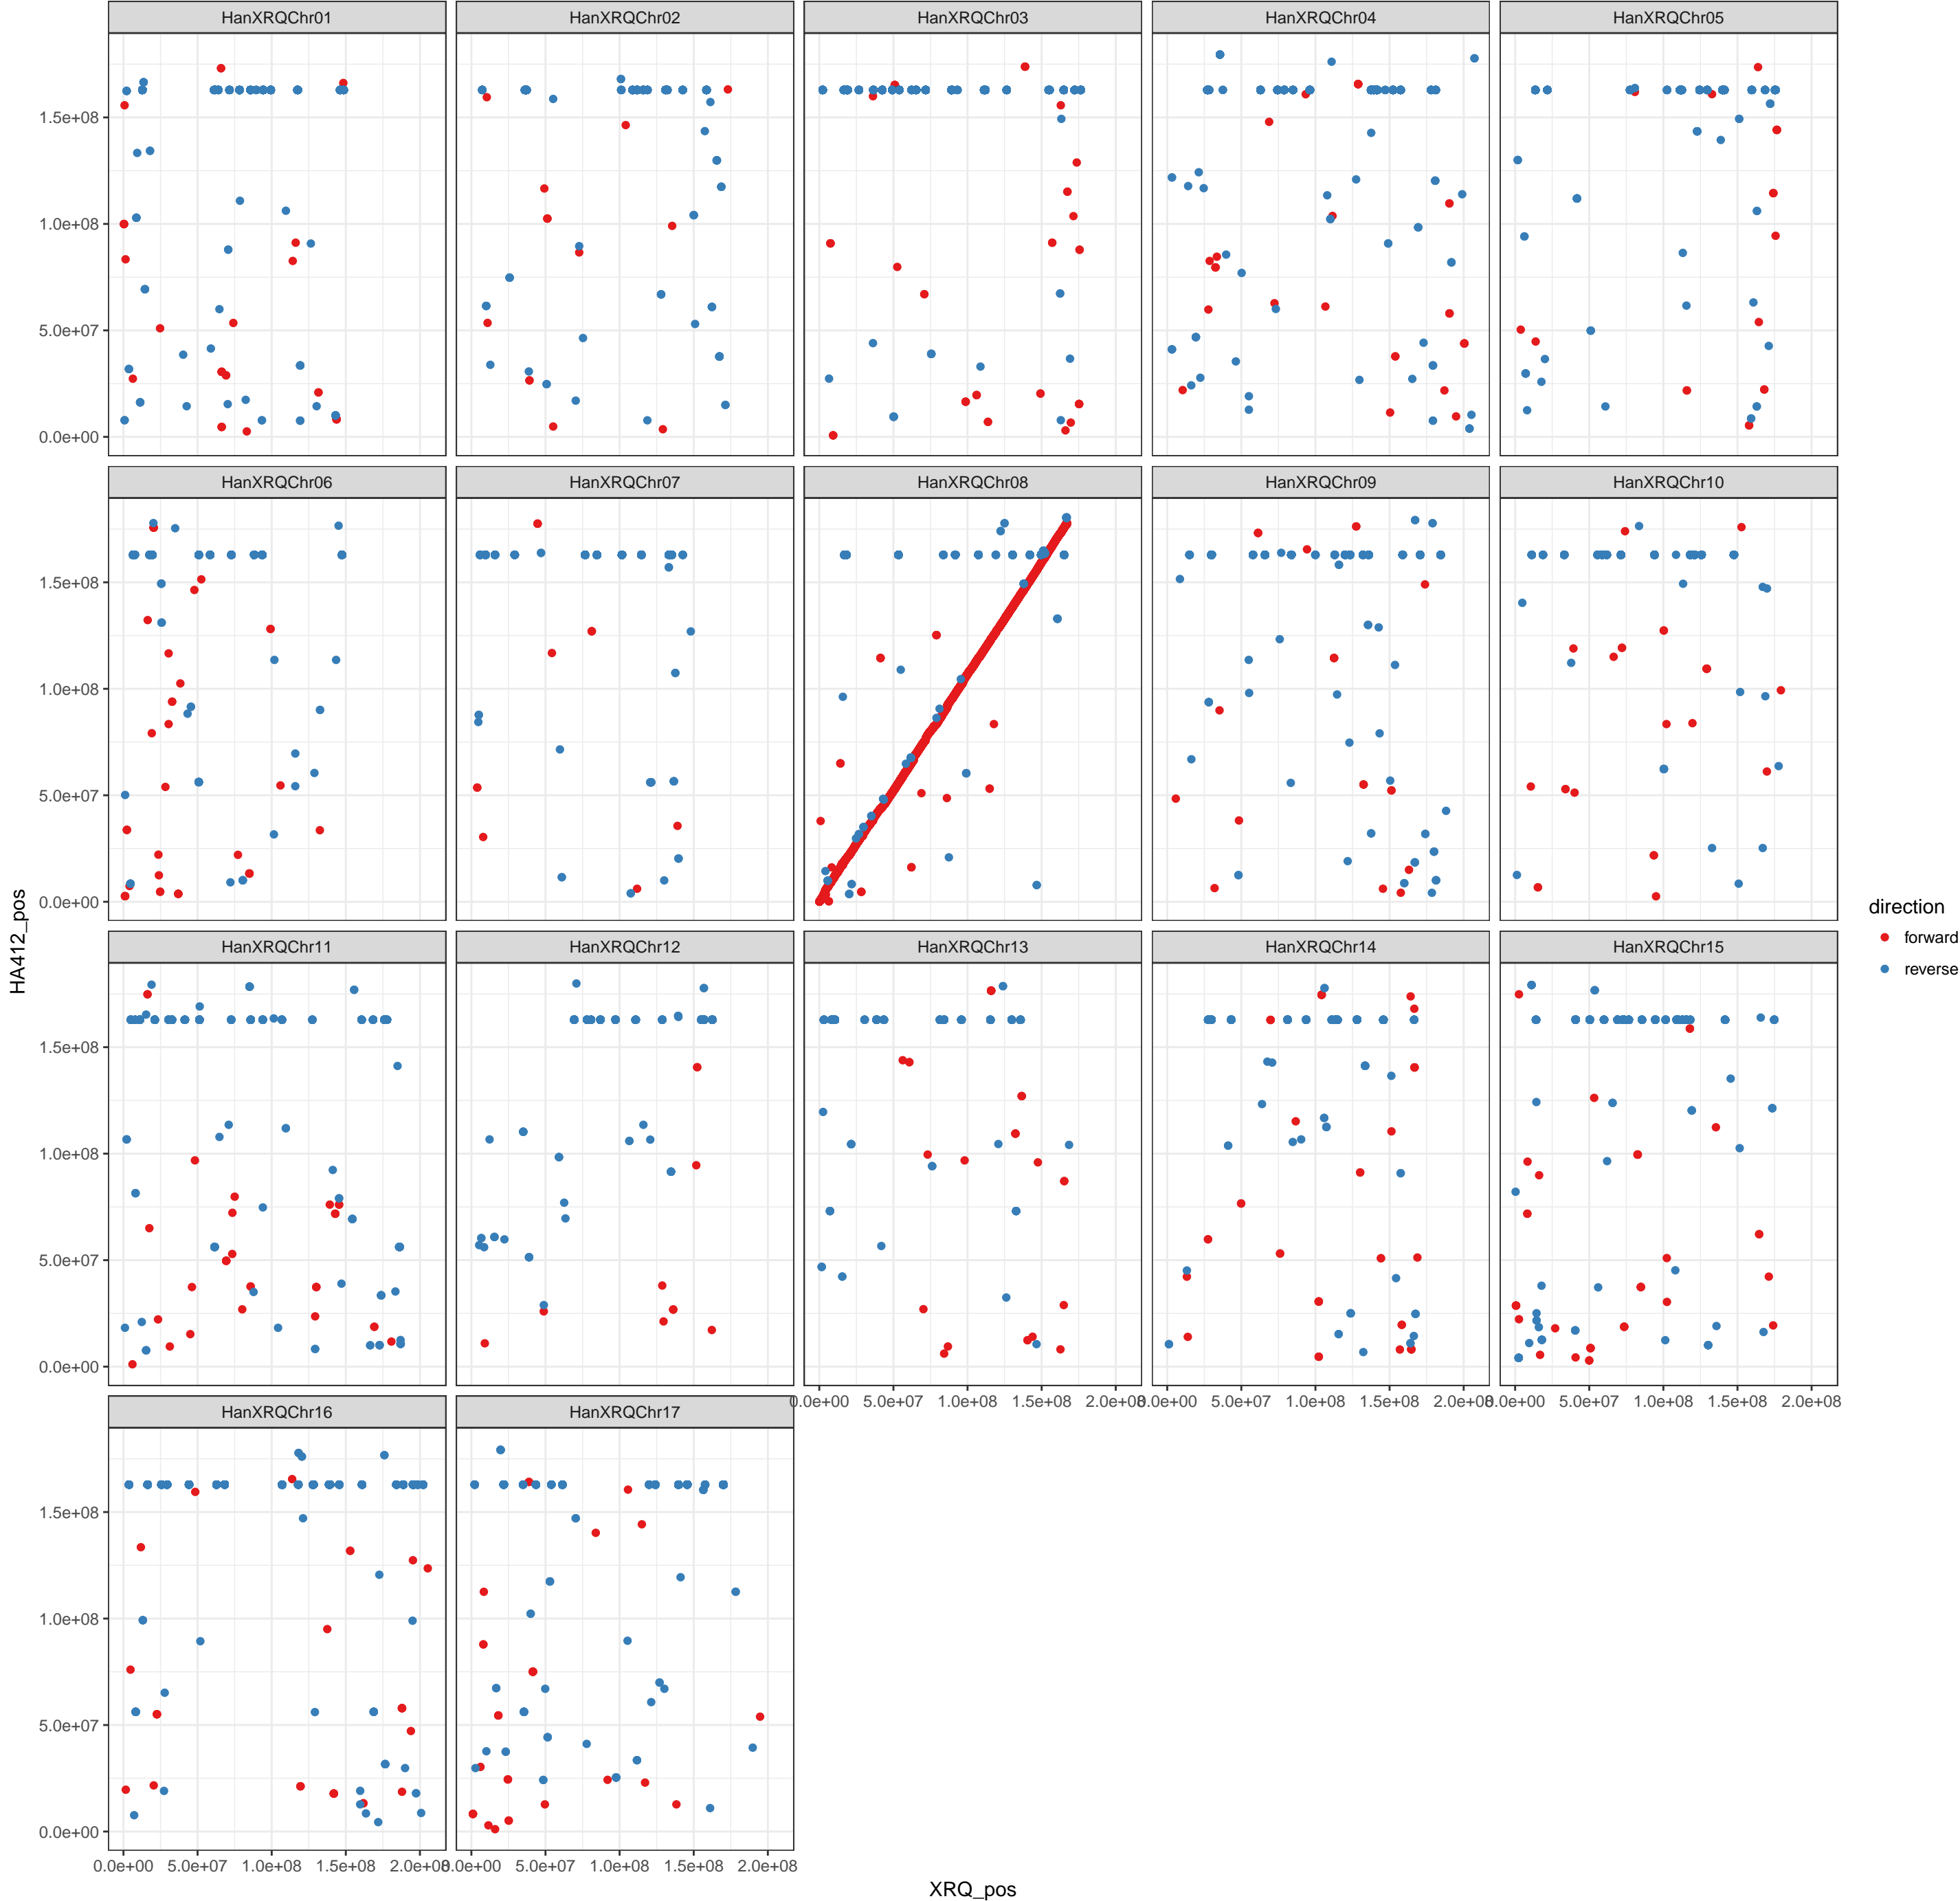 HanXRQChr01 HanXRQChr02 HanXRQChr03 HanXRQChr04 HanXRQChr05
1.5e+08
1.0e+08
5.0e+07
0.0e+00
HanXRQChr06 HanXRQChr07 HanXRQChr08 HanXRQChr09 HanXRQChr10
1.5e+08
1.0e+08
5.0e+07
0.0e+00
HA412_pos
direction
forward
reverse
HanXRQChr11 HanXRQChr12 HanXRQChr13 HanXRQChr14 HanXRQChr15
1.5e+08
1.0e+08
5.0e+07
0.0e+00
0.0e+00 5.0e+07 1.0e+08 1.5e+08 2.0e+08 0.0e+00 5.0e+07 1.0e+08 1.5e+08 2.0e+08 0.0e+00 5.0e+07 1.0e+08 1.5e+08 2.0e+08
HanXRQChr16 HanXRQChr17
1.5e+08
1.0e+08
5.0e+07
0.0e+00
0.0e+00 5.0e+07 1.0e+08 1.5e+08 2.0e+08 0.0e+00 5.0e+07 1.0e+08 1.5e+08 2.0e+08
XRQ_pos